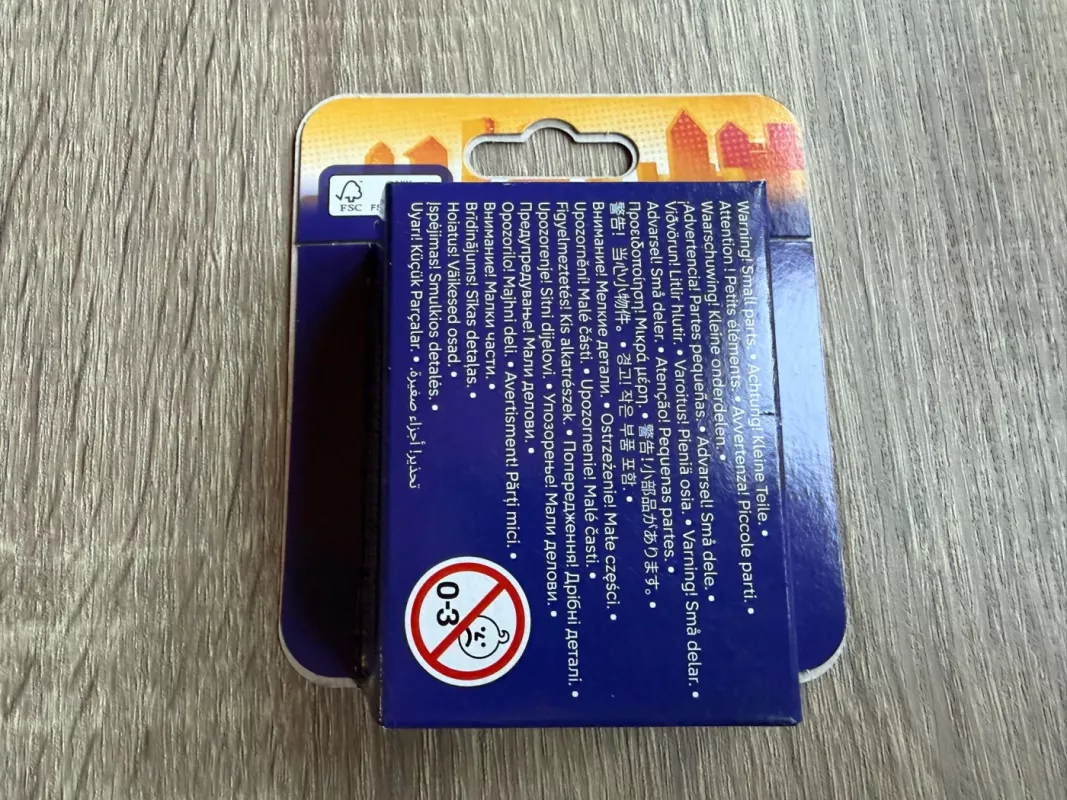 FSC
Warning! Small parts. • Achtung! Kleine Teile. •
Attention ! Petits éléments. • Avvertenza! Piccole parti. •
Waarschuwing! Kleine onderdelen. •
¡Advertencia! Partes pequeñas. • Advarsel! Små dele. •
Viðvörun! Litlir hlutir. • Varoitus! Pieniä osia. • Varning! Små delar. •
Advarsel! Små deler. • Atenção! Pequenas partes. •
Προειδοποίηση! Μικρά μέρη. • 警告! 小部品があります。 •
警告! 当心小物件。 • 경고! 작은 부품 포함. •
Внимание! Мелкие детали. • Ostrzeżenie! Małe części. •
Upozornění! Malé části. • Upozornenie! Malé časti. •
Figyelmeztetés! Kis alkatrészek. • Попередження! Дрібні деталі. •
Upozorenje! Sitni dijelovi. • Упозорење! Мали делови. •
Предупредување! Мали делови. •
Opozorilo! Majhni deli. • Avertisment! Părți mici. •
Внимание! Малки части. •
Brīdinājums! Sīkas detaļas. •
Hoiatus! Väikesed osad. •
Įspėjimas! Smulkios detalės. •
Uyarı! Küçük Parçalar. • تحذير! أجزاء صغيرة.
0-3